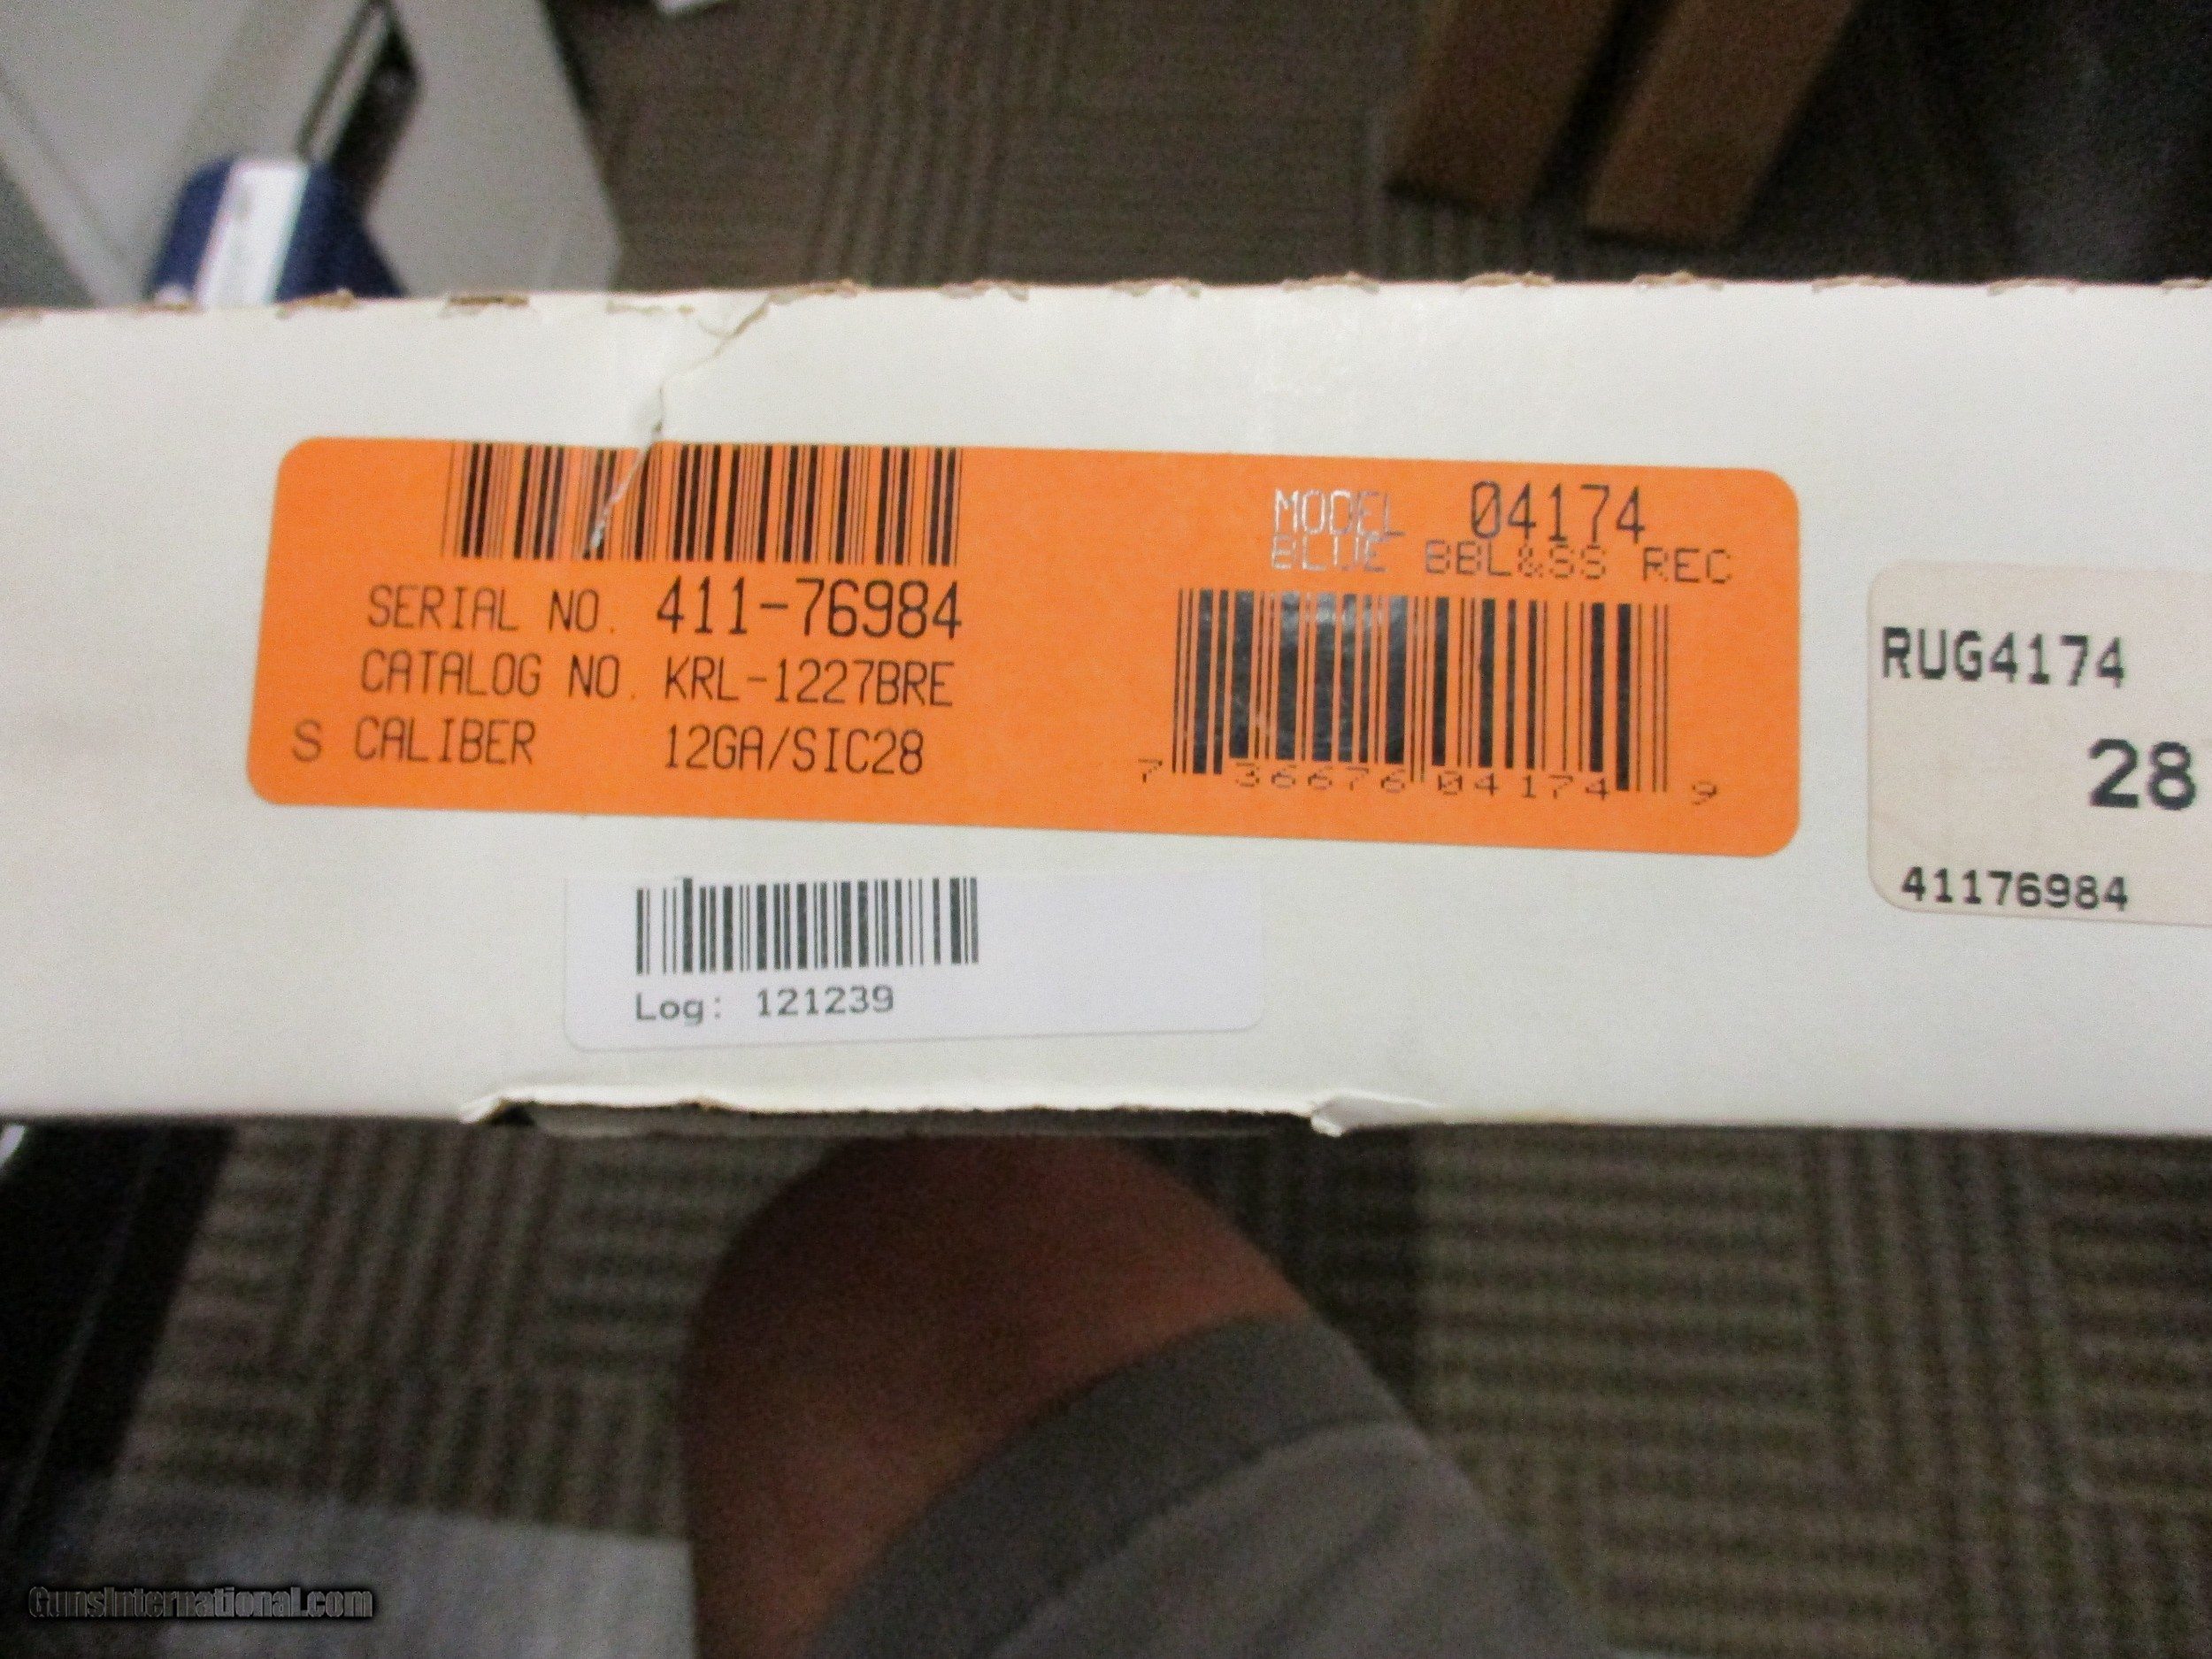 MODEL 04174
BLUE BBL&SS REC
SERIAL NO. 411-76984
CATALOG NO. KRL-1227BRE
S CALIBER 12GA/SIC28
7 36676 04174 9
RUG4174
28
41176984
Log: 121239
GunsInternational.com